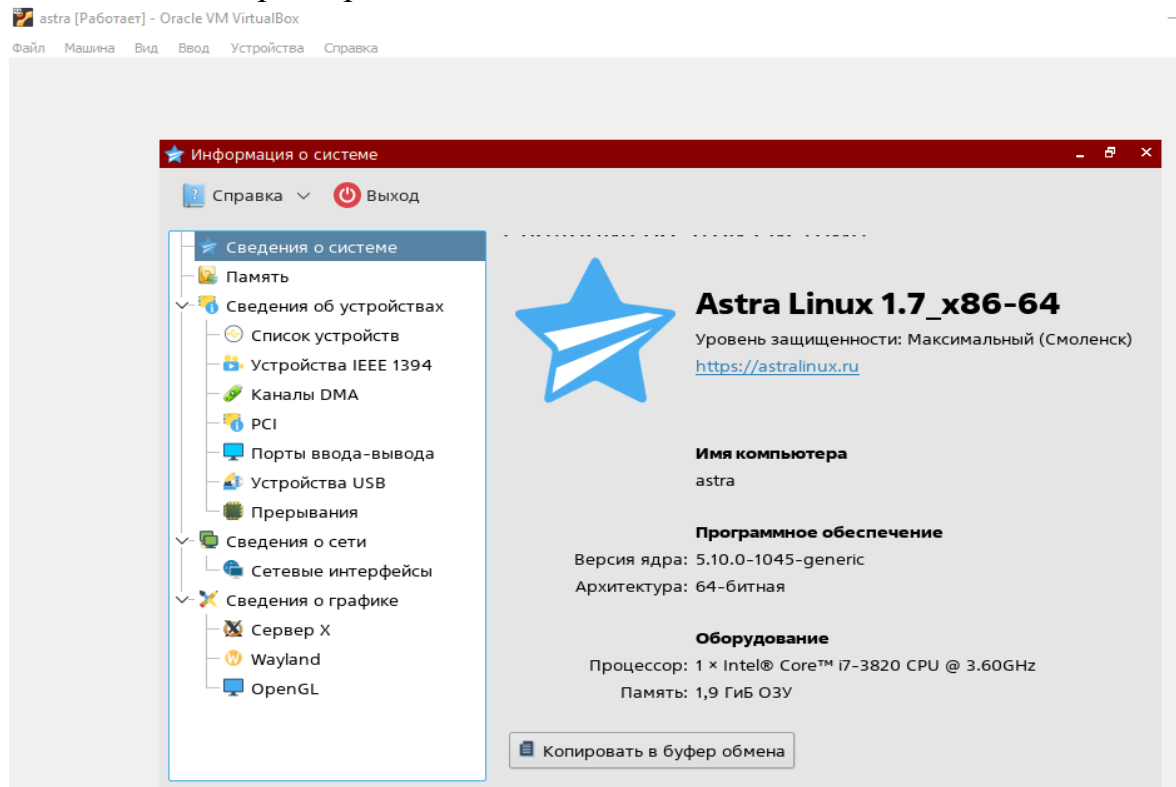 astra [Работает] - Oracle VM VirtualBox
Файл Машина Вид Ввод Устройства Справка
Информация о системе
Справка Выход
Сведения о системе
Память
Сведения об устройствах
Список устройств
Устройства IEEE 1394
Каналы DMA
PCI
Порты ввода-вывода
Устройства USB
Прерывания
Сведения о сети
Сетевые интерфейсы
Сведения о графике
Сервер X
Wayland
OpenGL
Astra Linux 1.7_x86-64
Уровень защищенности: Максимальный (Смоленск)
https://astralinux.ru
Имя компьютера
astra
Программное обеспечение
Версия ядра: 5.10.0-1045-generic
Архитектура: 64-битная
Оборудование
Процессор: 1 × Intel® Core™ i7-3820 CPU @ 3.60GHz
Память: 1,9 ГиБ ОЗУ
Копировать в буфер обмена